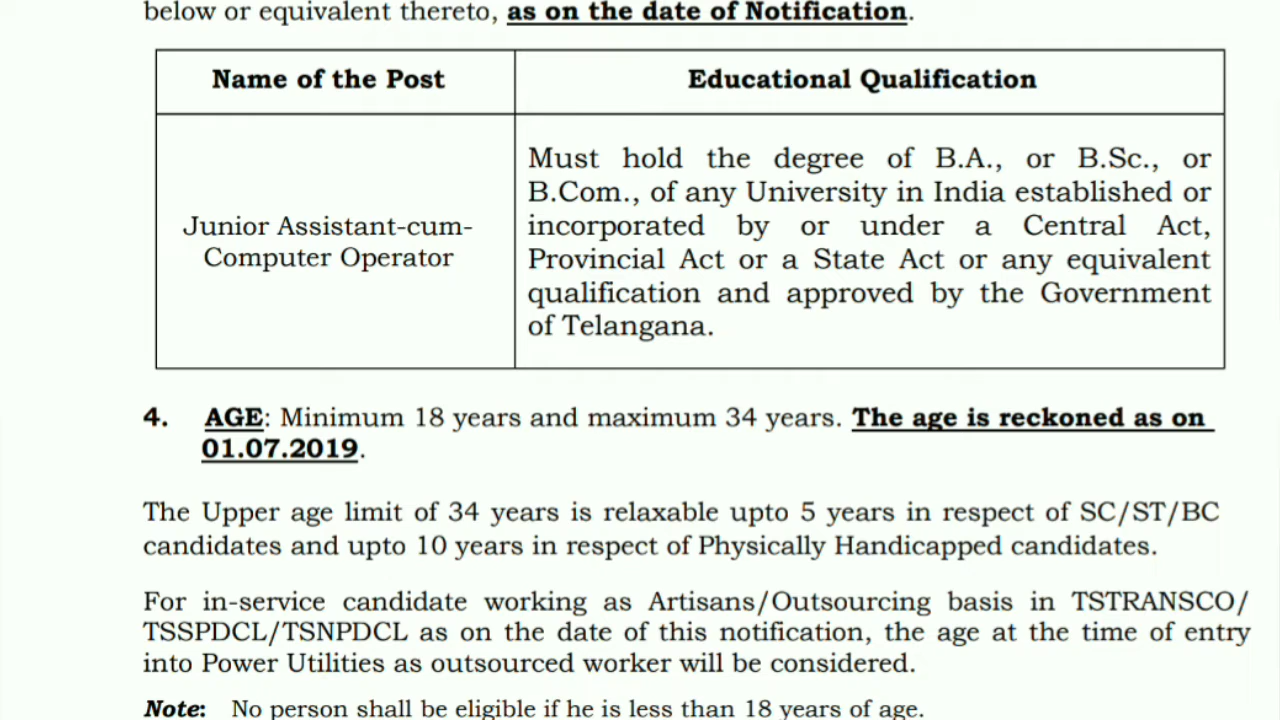 below or equivalent thereto, as on the date of Notification.
Name of the Post
Educational Qualification
Junior Assistant-cum-
Computer Operator
Must hold the degree of B.A., or B.Sc., or
B.Com., of any University in India established or
incorporated by or under a Central Act,
Provincial Act or a State Act or any equivalent
qualification and approved by the Government
of Telangana.
4. AGE: Minimum 18 years and maximum 34 years. The age is reckoned as on
01.07.2019.
The Upper age limit of 34 years is relaxable upto 5 years in respect of SC/ST/BC
candidates and upto 10 years in respect of Physically Handicapped candidates.
For in-service candidate working as Artisans/Outsourcing basis in TSTRANSCO/
TSSPDCL/TSNPDCL as on the date of this notification, the age at the time of entry
into Power Utilities as outsourced worker will be considered.
Note: No person shall be eligible if he is less than 18 years of age.